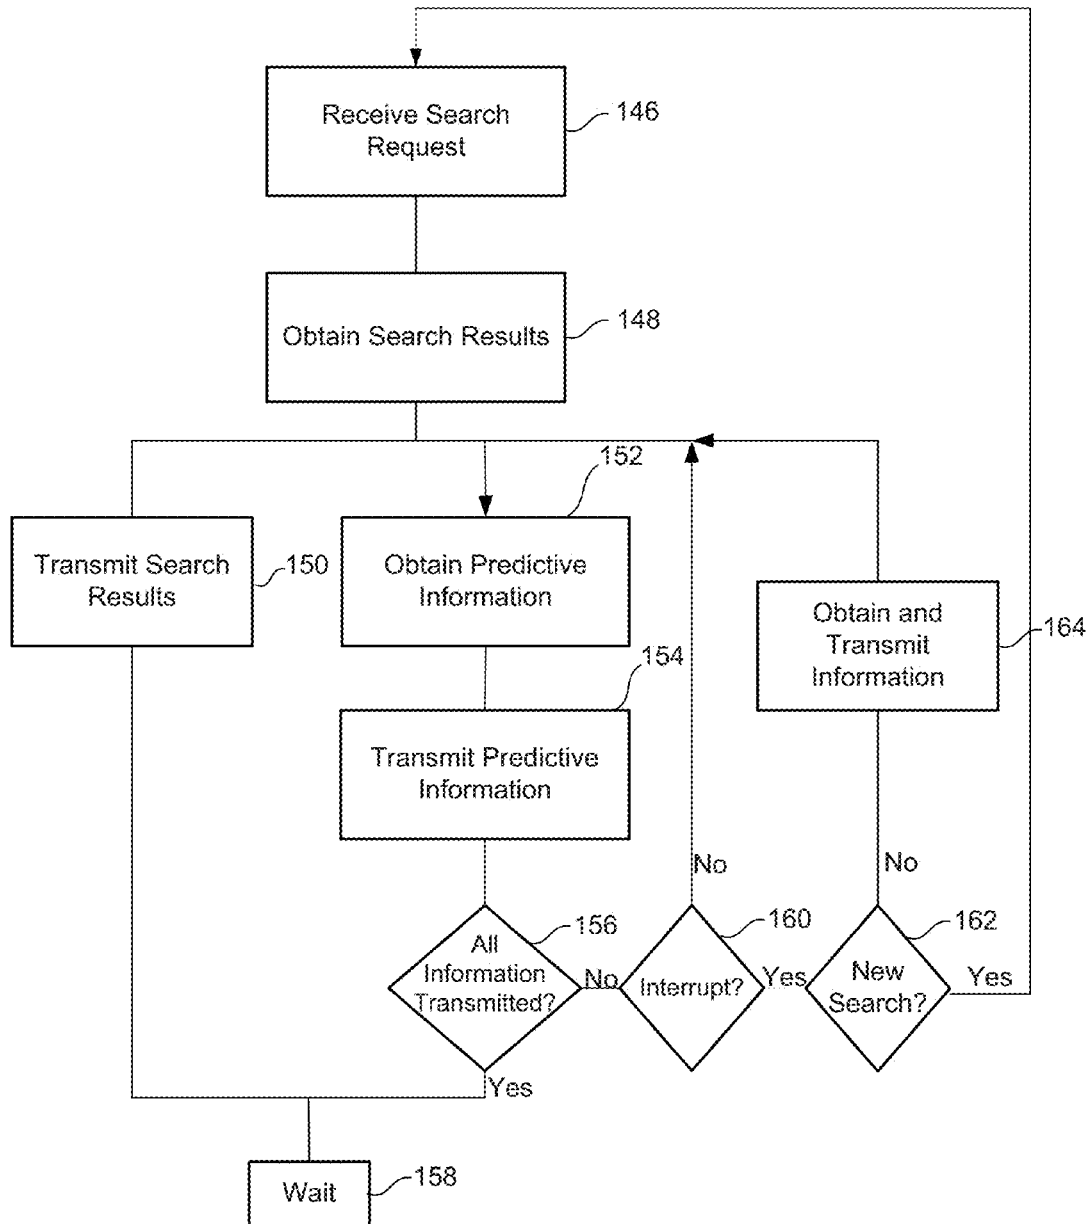 Receive Search
Request
146
Obtain Search Results
148
152
Transmit Search
Results
150
Obtain Predictive
Information
Obtain and
Transmit
Information
164
154
Transmit Predictive
Information
No
No
All
Information
Transmitted?
156
No
Interrupt?
160
Yes
New
Search?
162
Yes
Yes
Wait
158